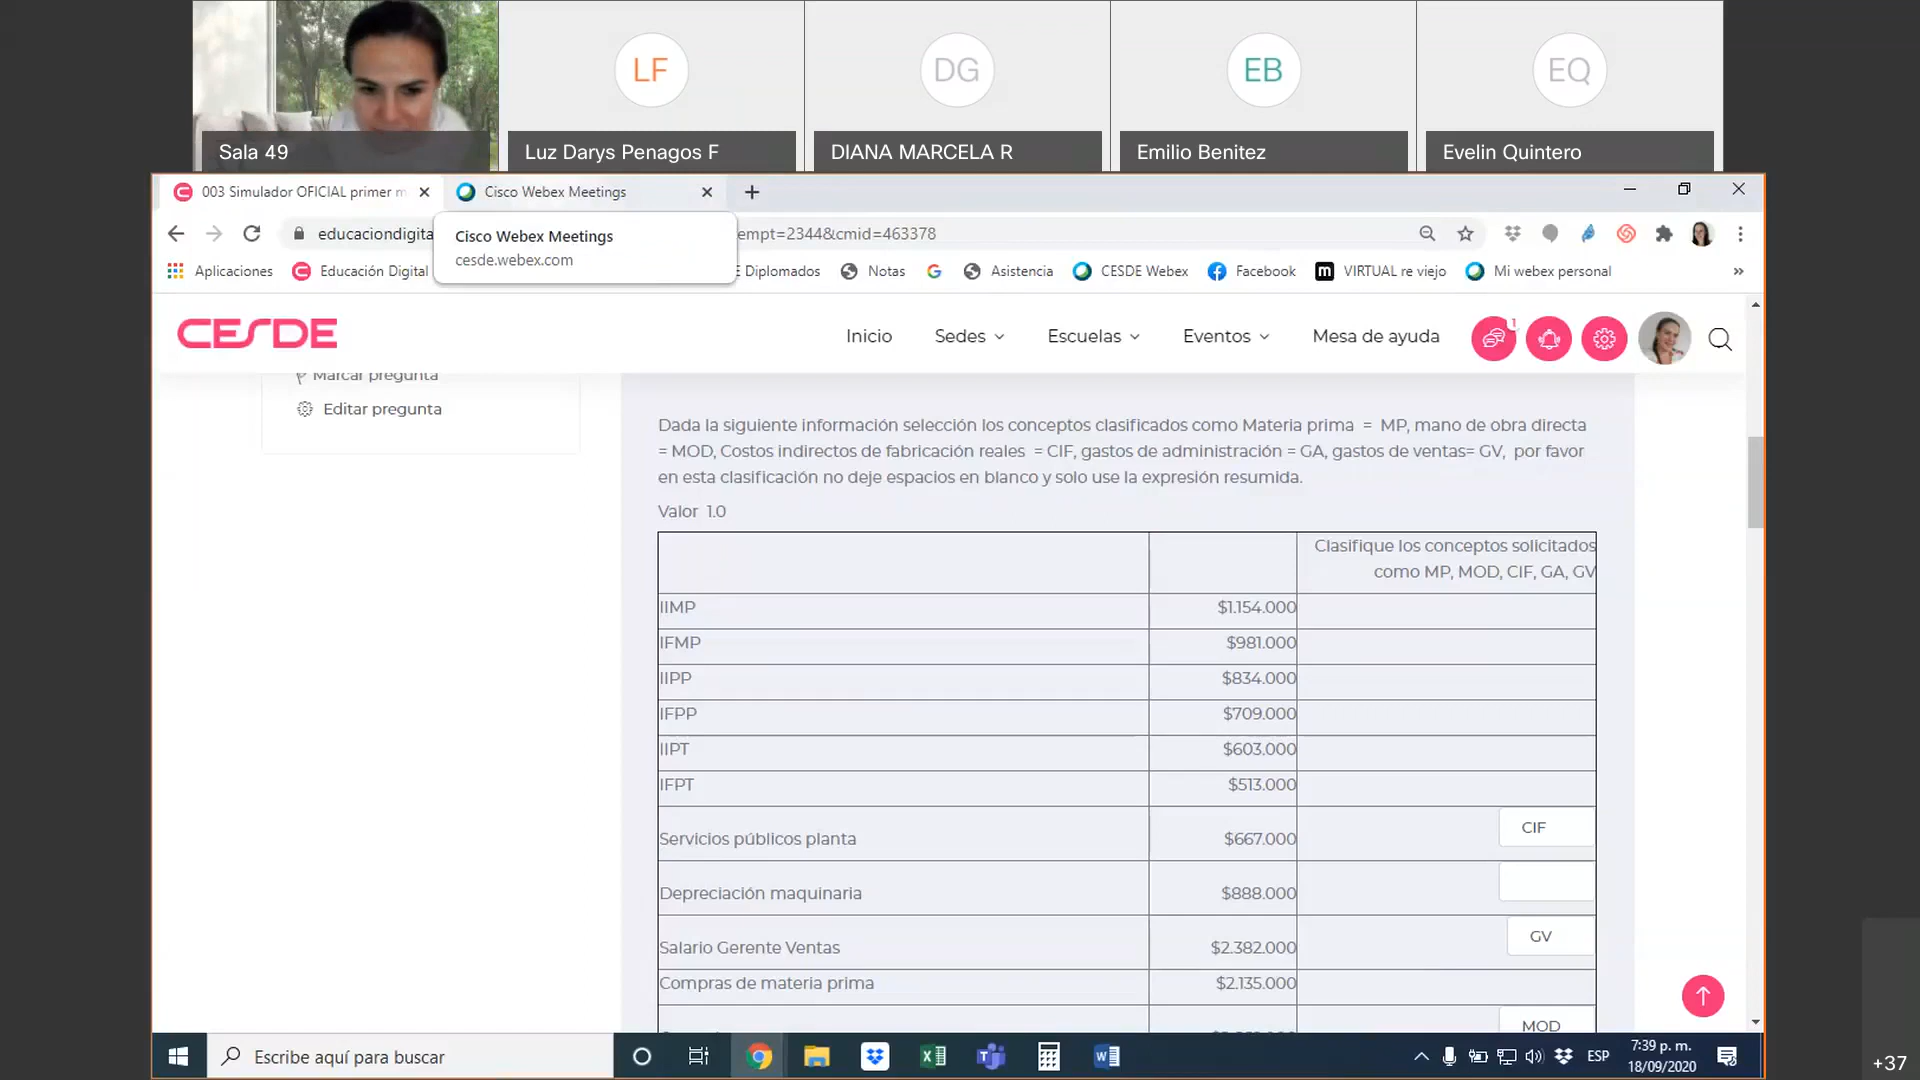 LF
DG
EB
EQ
Sala 49
Luz Darys Penagos F
DIANA MARCELA R
Emilio Benitez
Evelin Quintero
003 Simulador OFICIAL primer m
Cisco Webex Meetings
educaciondigita
empt=2344&cmid=463378
Cisco Webex Meetings
cesde.webex.com
Aplicaciones
Educación Digital
Diplomados
Notas
Asistencia
CESDE Webex
Facebook
VIRTUAL re viejo
Mi webex personal
»
CESDE
Inicio
Sedes
Escuelas
Eventos
Mesa de ayuda
1
Marcar pregunta
Editar pregunta
Dada la siguiente información selección los conceptos clasificados como Materia prima = MP, mano de obra directa
= MOD, Costos indirectos de fabricación reales = CIF, gastos de administración = GA, gastos de ventas= GV, por favor
en esta clasificación no deje espacios en blanco y solo use la expresión resumida.
Valor 1.0
Clasifique los conceptos solicitados
como MP, MOD, CIF, GA, GV
IIMP $1.154.000
IFMP $981.000
IIPP $834.000
IFPP $709.000
IIPT $603.000
IFPT $513.000
Servicios públicos planta $667.000 CIF
Depreciación maquinaria $888.000
Salario Gerente Ventas $2.382.000 GV
Compras de materia prima $2.135.000
MOD
Escribe aquí para buscar
ESP
7:39 p. m.
18/09/2020
+37